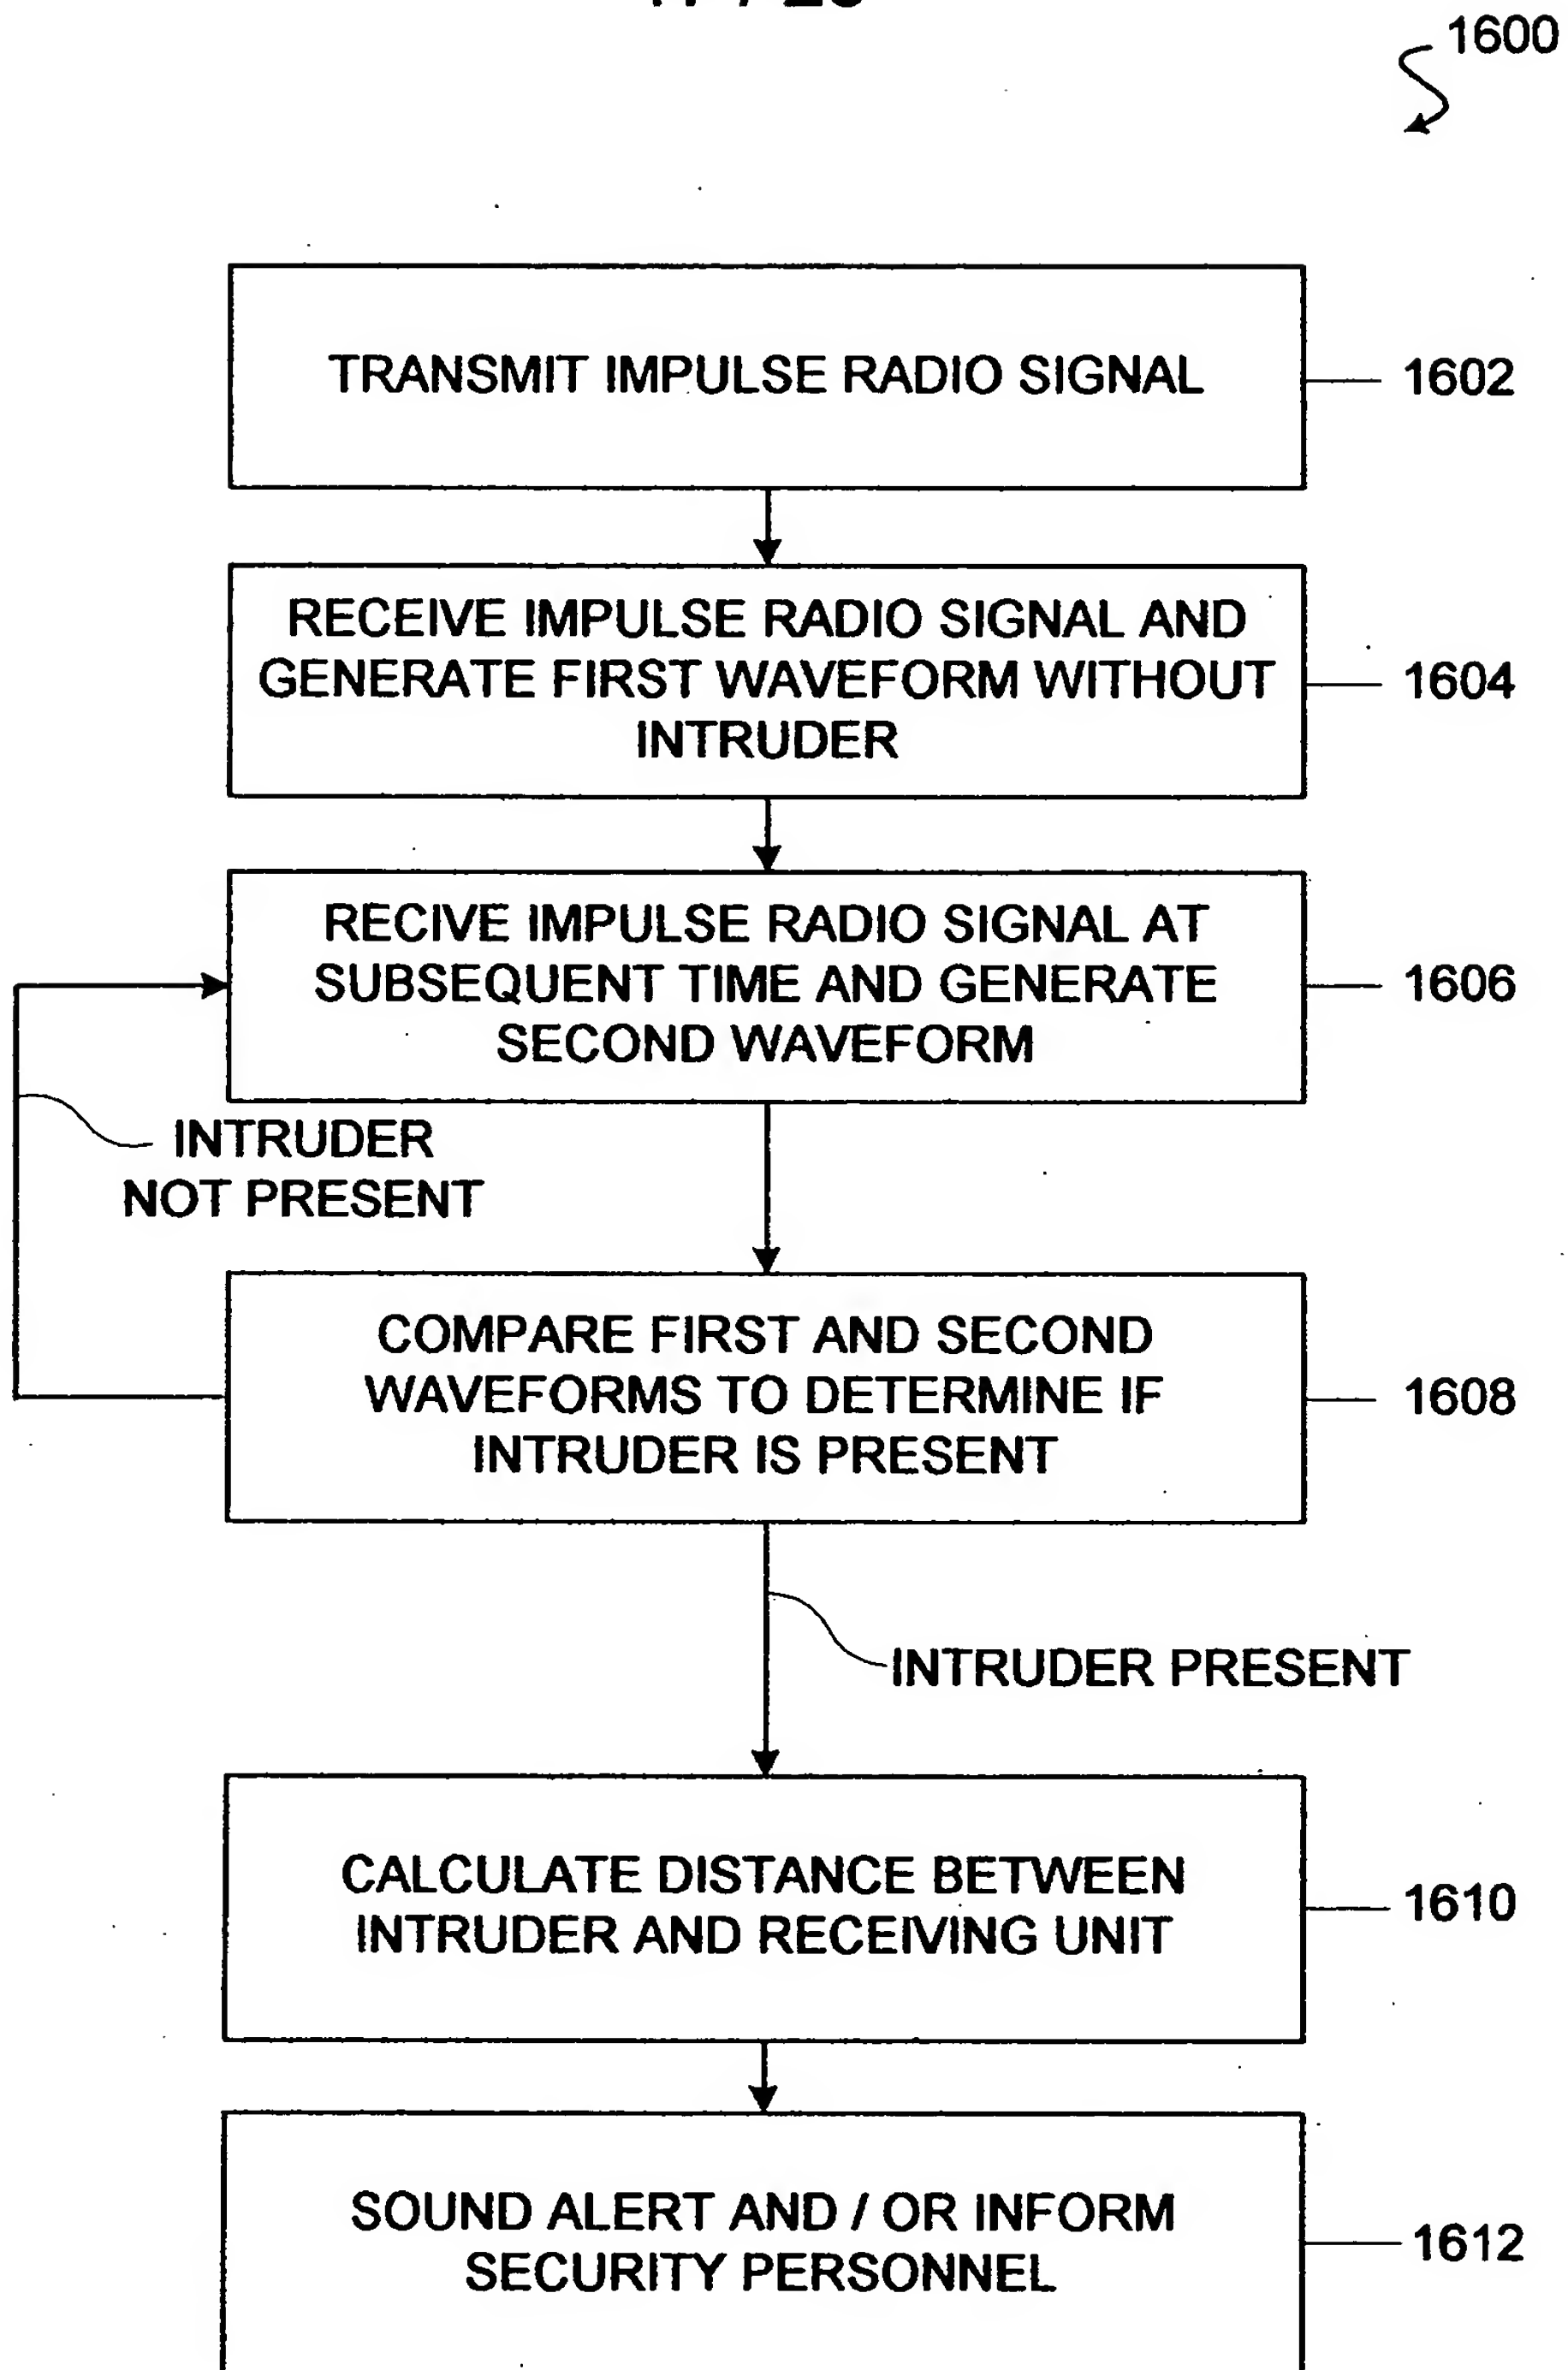 1600
TRANSMIT IMPULSE RADIO SIGNAL
1602
RECEIVE IMPULSE RADIO SIGNAL AND
GENERATE FIRST WAVEFORM WITHOUT
INTRUDER
1604
RECIVE IMPULSE RADIO SIGNAL AT
SUBSEQUENT TIME AND GENERATE
SECOND WAVEFORM
1606
INTRUDER
NOT PRESENT
COMPARE FIRST AND SECOND
WAVEFORMS TO DETERMINE IF
INTRUDER IS PRESENT
1608
INTRUDER PRESENT
CALCULATE DISTANCE BETWEEN
INTRUDER AND RECEIVING UNIT
1610
SOUND ALERT AND / OR INFORM
SECURITY PERSONNEL
1612